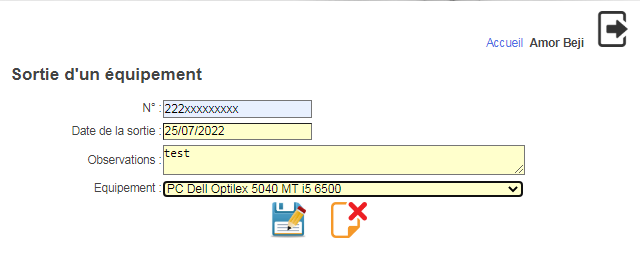 Accueil Amor Beji
Sortie d'un équipement
N° : 222xxxxxxxxx
Date de la sortie : 25/07/2022
Observations : test
Equipement : PC Dell Optilex 5040 MT i5 6500